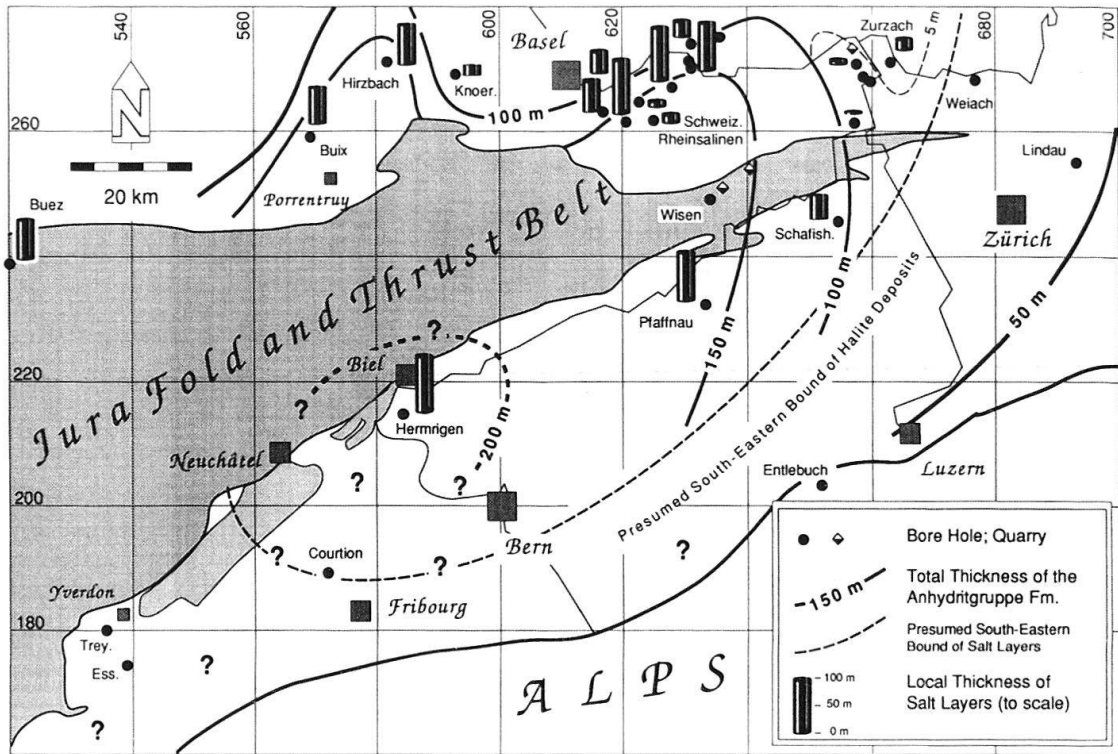 540
560
600
620
680
700
Basel
Zurzach
5 m
Hirzbach
Knoer.
Weiach
100 m
N
260
Schweiz.
Rheinsalinen
Buix
Lindau
20 km
Porrentruy
Buez
Wisen
Zürich
Schafish.
Jura Fold and Thrust Belt
Pfaffnau
150 m
100 m
50 m
Presumed South-Eastern Bound of Halite Deposits
?
220
Biel
?
Hermrigen
200 m
Neuchâtel
Luzern
Entlebuch
?
?
200
Bern
?
?
?
Courtion
Yverdon
Fribourg
180
Trey.
Ess.
?
?
ALPS
Bore Hole; Quarry
150 m
Total Thickness of the
Anhydritgruppe Fm.
Presumed South-Eastern
Bound of Salt Layers
100 m
50 m
0 m
Local Thickness of
Salt Layers (to scale)